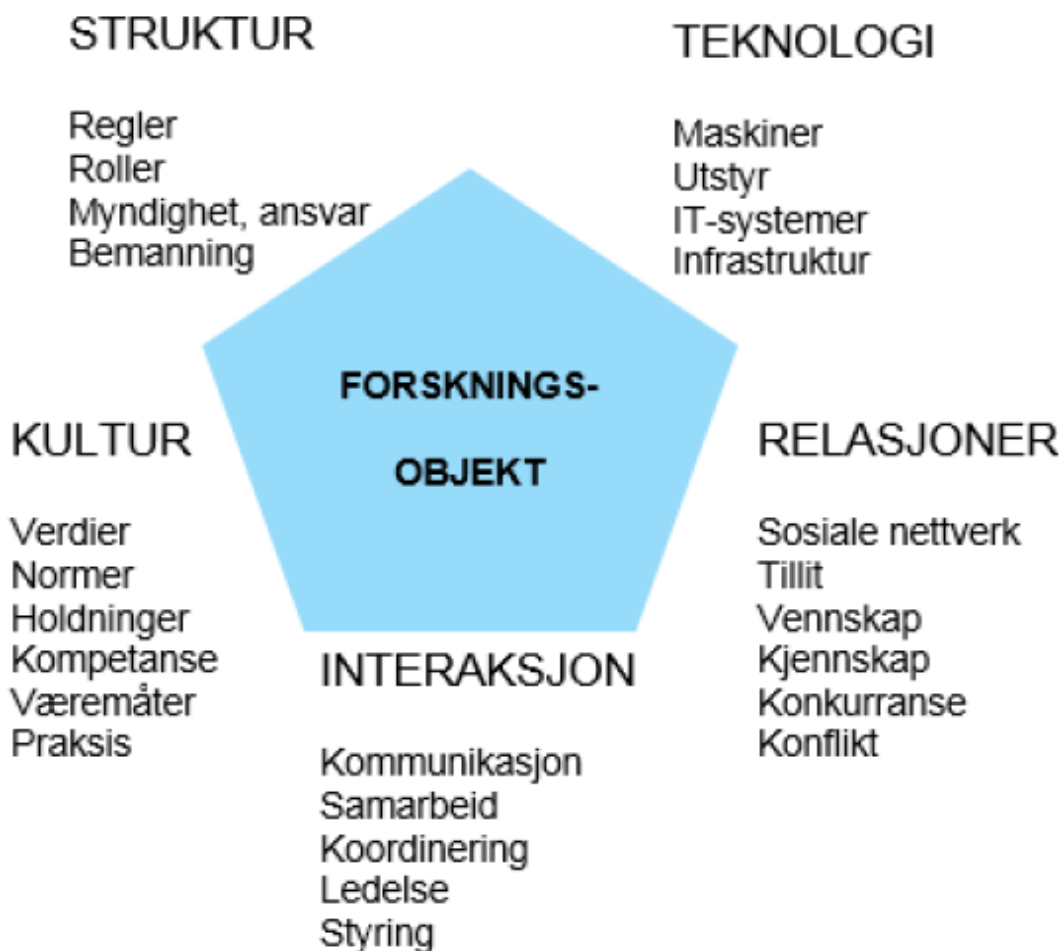 STRUKTUR
Regler
Roller
Myndighet, ansvar
Bemanning
TEKNOLOGI
Maskiner
Utstyr
IT-systemer
Infrastruktur
FORSKNINGS-
OBJEKT
KULTUR
Verdier
Normer
Holdninger
Kompetanse
Væremåter
Praksis
RELASJONER
Sosiale nettverk
Tillit
Vennskap
Kjennskap
Konkurranse
Konflikt
INTERAKSJON
Kommunikasjon
Samarbeid
Koordinering
Ledelse
Styring